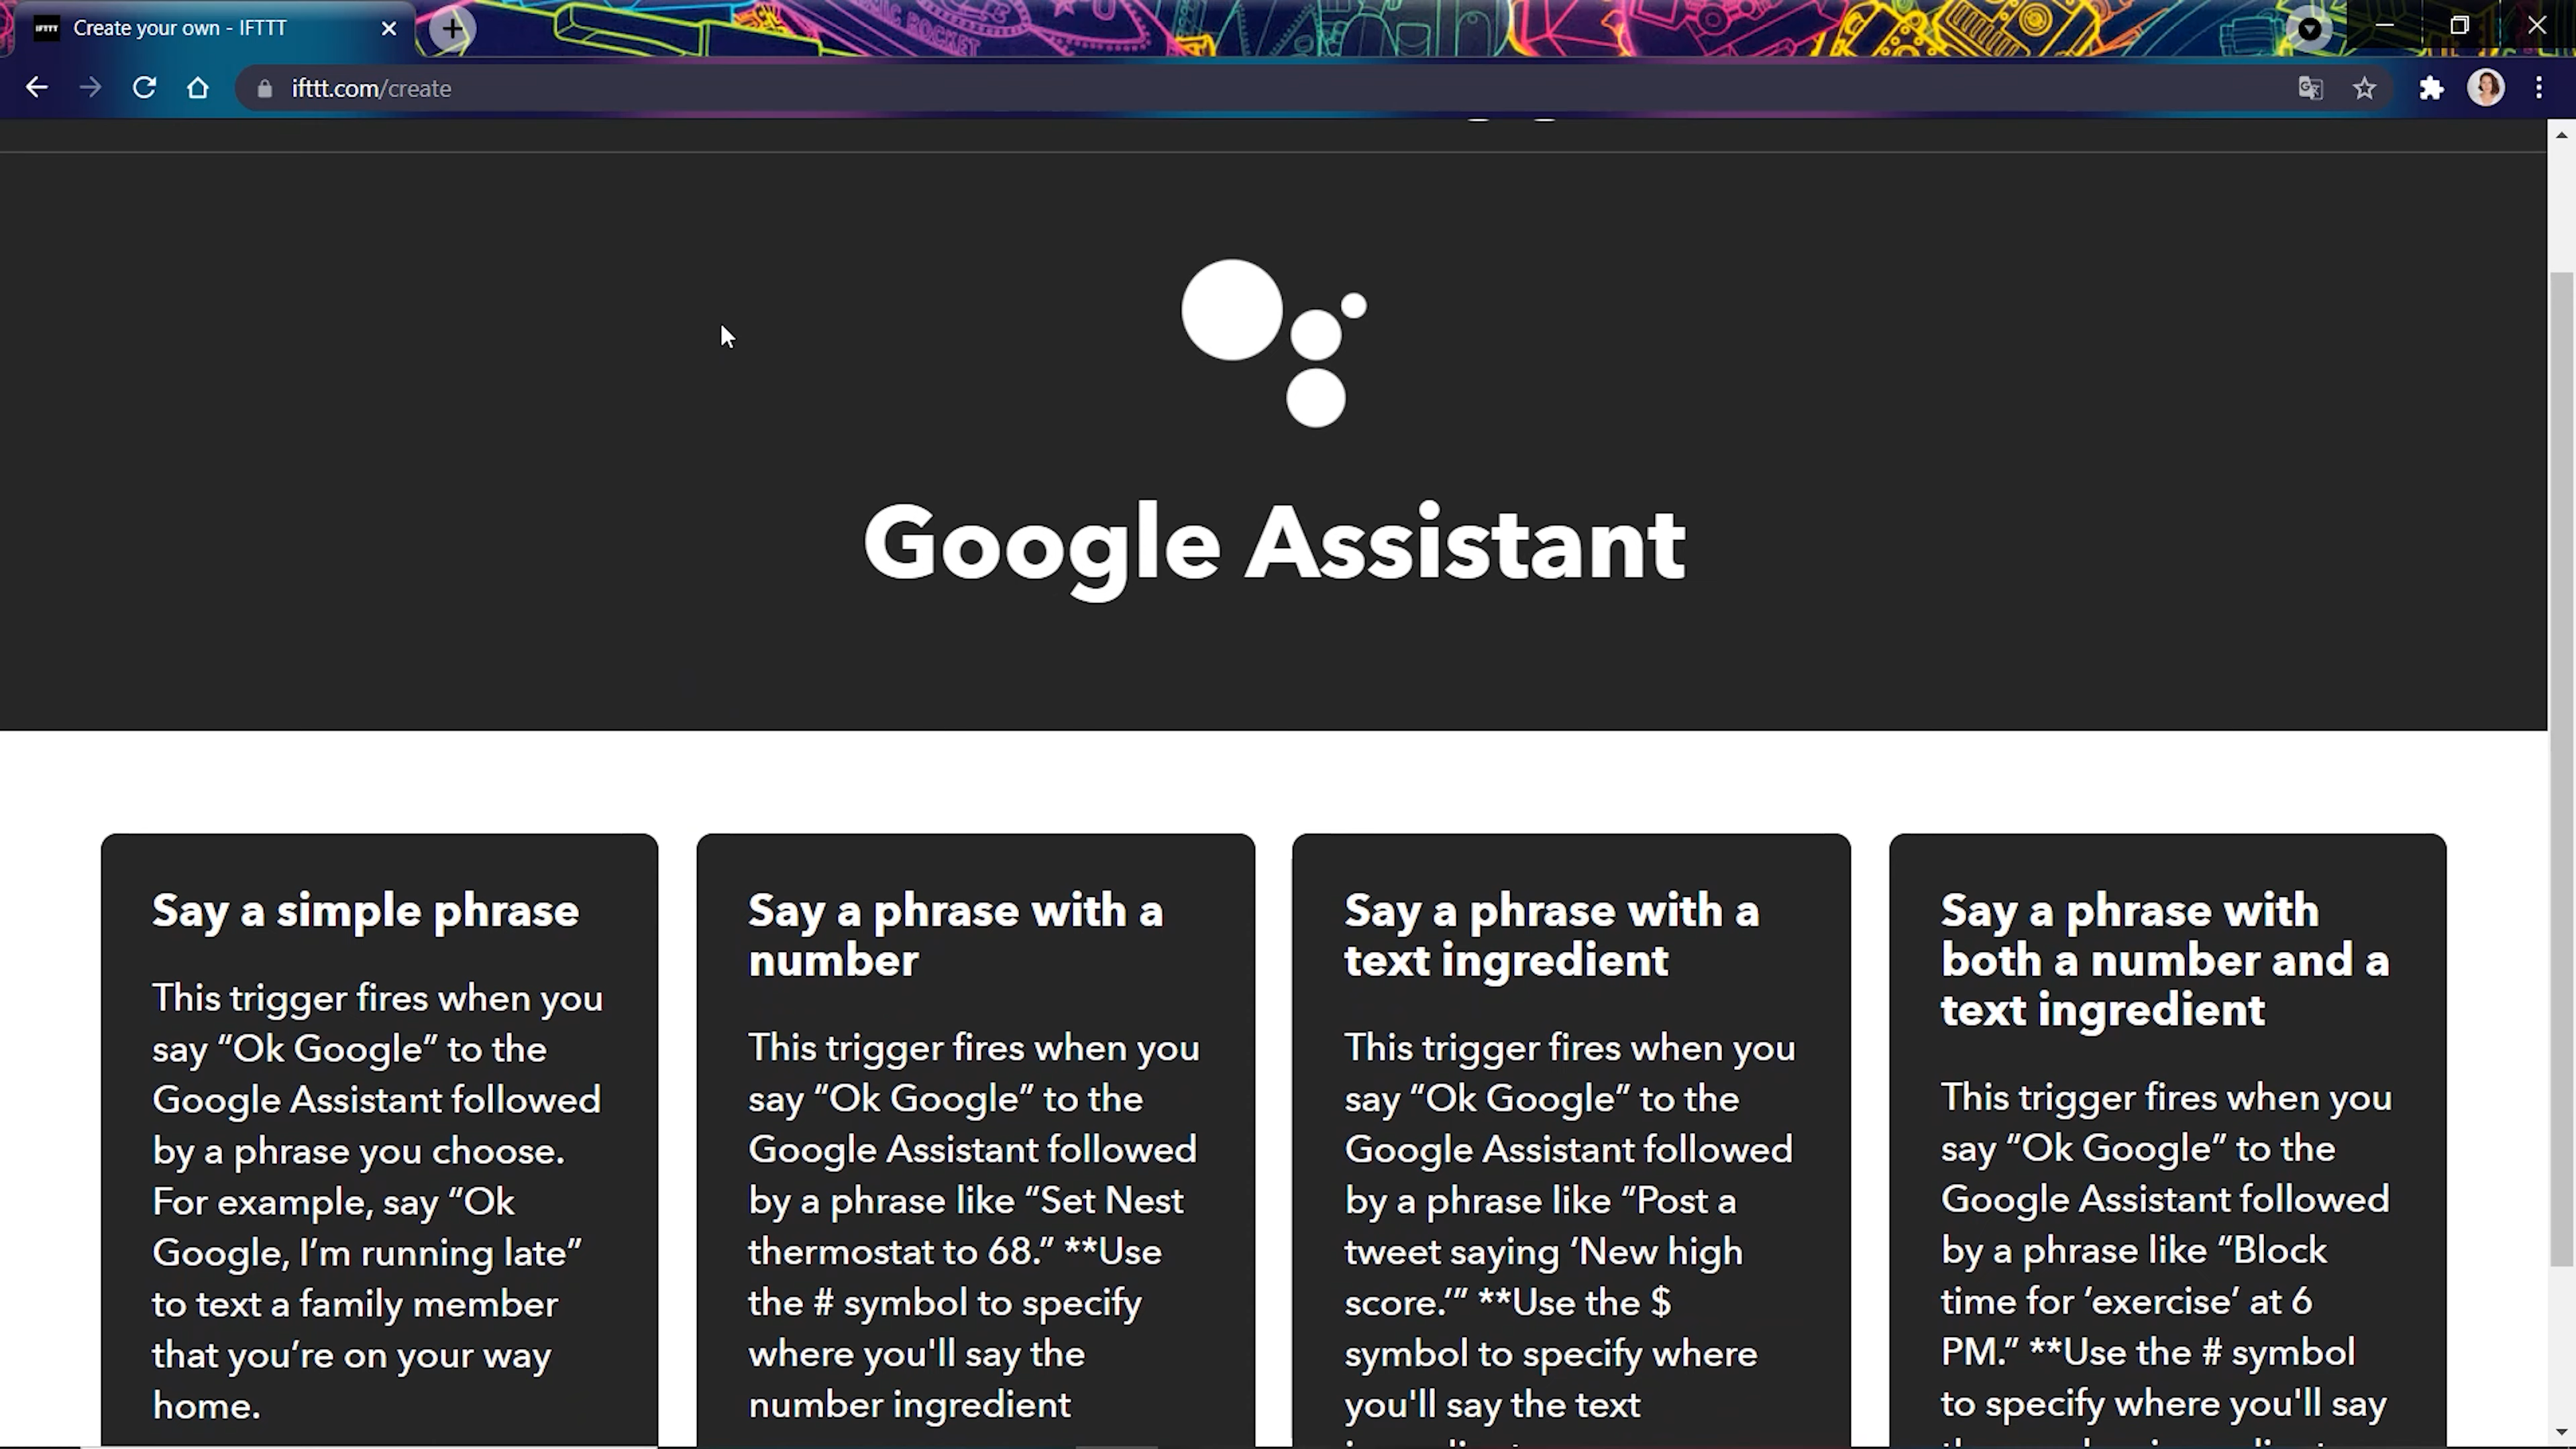 Create your own - IFTTT
ifttt.com/create
Google Assistant
Say a simple phrase
This trigger fires when you
say “Ok Google” to the
Google Assistant followed
by a phrase you choose.
For example, say “Ok
Google, I’m running late”
to text a family member
that you’re on your way
home.
Say a phrase with a
number
This trigger fires when you
say “Ok Google” to the
Google Assistant followed
by a phrase like “Set Nest
thermostat to 68.” **Use
the # symbol to specify
where you'll say the
number ingredient
Say a phrase with a
text ingredient
This trigger fires when you
say “Ok Google” to the
Google Assistant followed
by a phrase like “Post a
tweet saying ‘New high
score.’” **Use the $
symbol to specify where
you'll say the text
Say a phrase with
both a number and a
text ingredient
This trigger fires when you
say “Ok Google” to the
Google Assistant followed
by a phrase like “Block
time for ‘exercise’ at 6
PM.” **Use the # symbol
to specify where you'll say